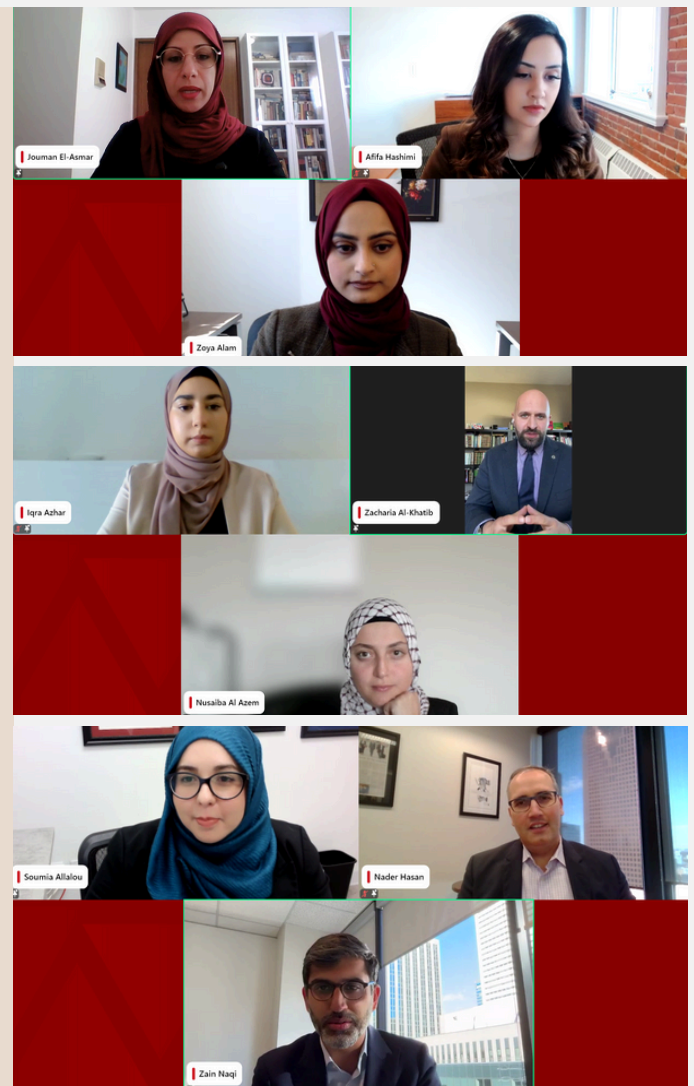 Jouman El-Asmar
Afifa Hashimi
Zoya Alam
Iqra Azhar
Zacharia Al-Khatib
Nusaiba Al Azem
Soumia Allalou
Nader Hasan
Zain Naqi